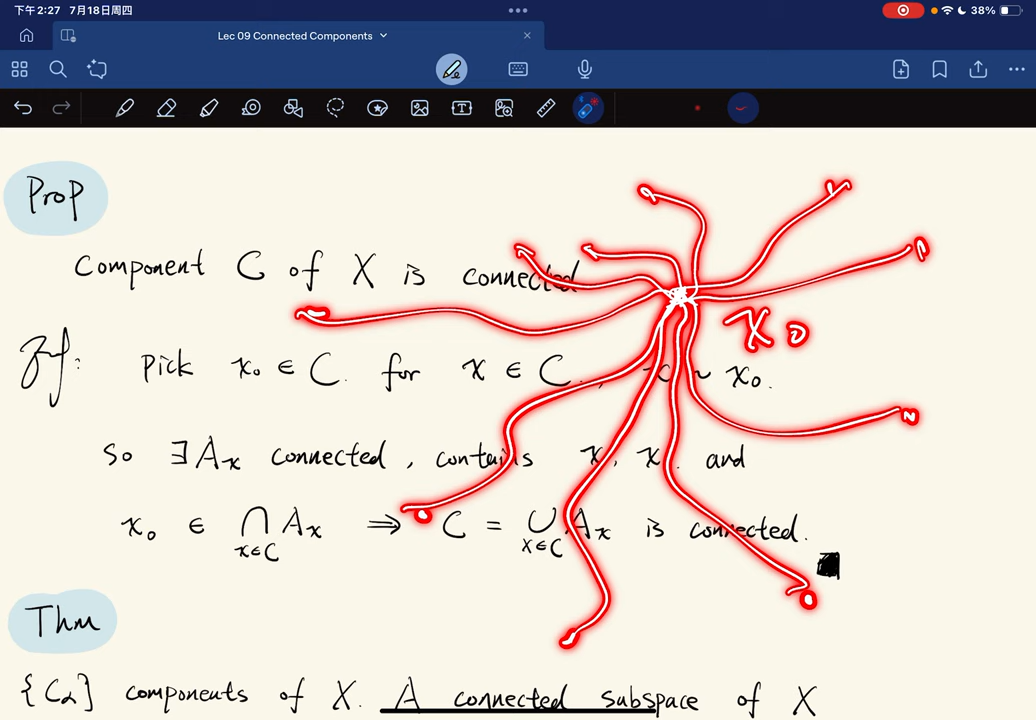 下午2:27 7月18日周四
38%
Lec 09 Connected Components
Prop
Component C of X is connected
x₀
Pf:
Pick x₀ ∈ C. for x ∈ C, x ~ x₀.
So ∃ Aₓ connected, contains x, x₀ and
x₀ ∈ ⋂ Aₓ ⇒ C = ⋃ Aₓ is connected.
x∈C x∈C
Thm
{Cα} components of X. A connected subspace of X